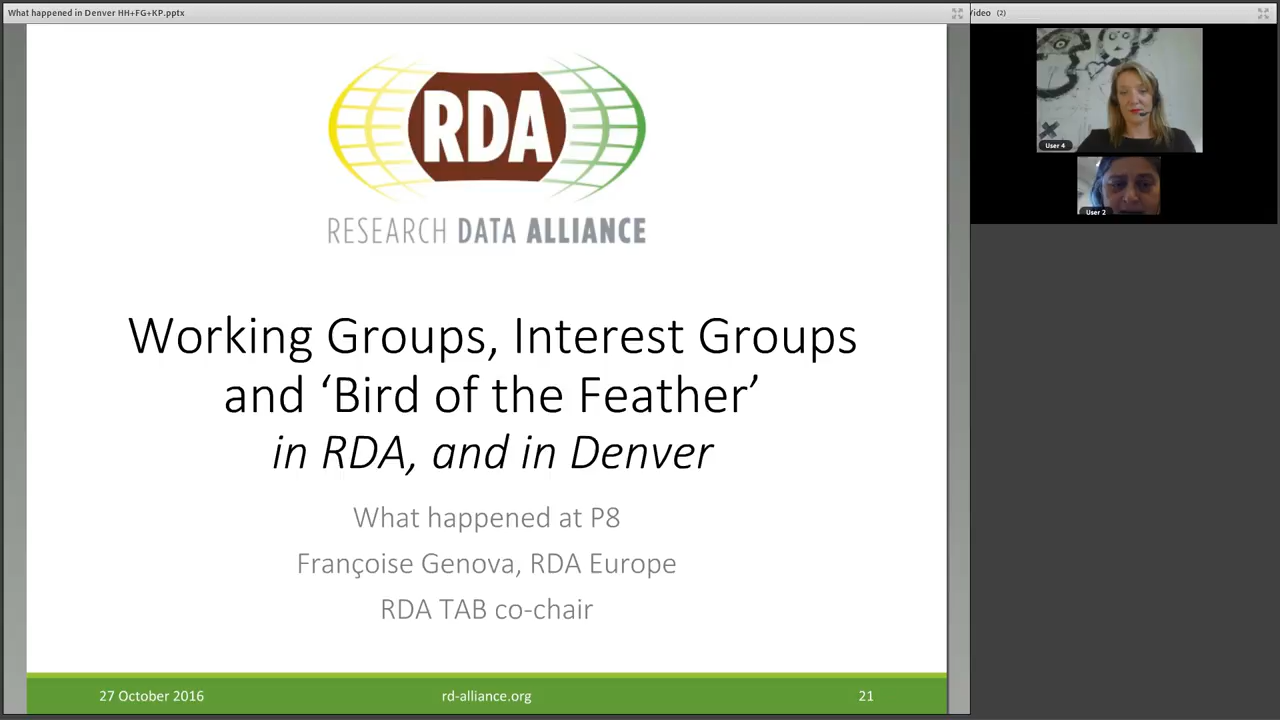 What happened in Denver HH+FG+KP.pptx
Video (2)
User 4
User 2
RDA
RESEARCH DATA ALLIANCE
Working Groups, Interest Groups
and ‘Bird of the Feather’
in RDA, and in Denver
What happened at P8
Françoise Genova, RDA Europe
RDA TAB co-chair
27 October 2016
rd-alliance.org
21